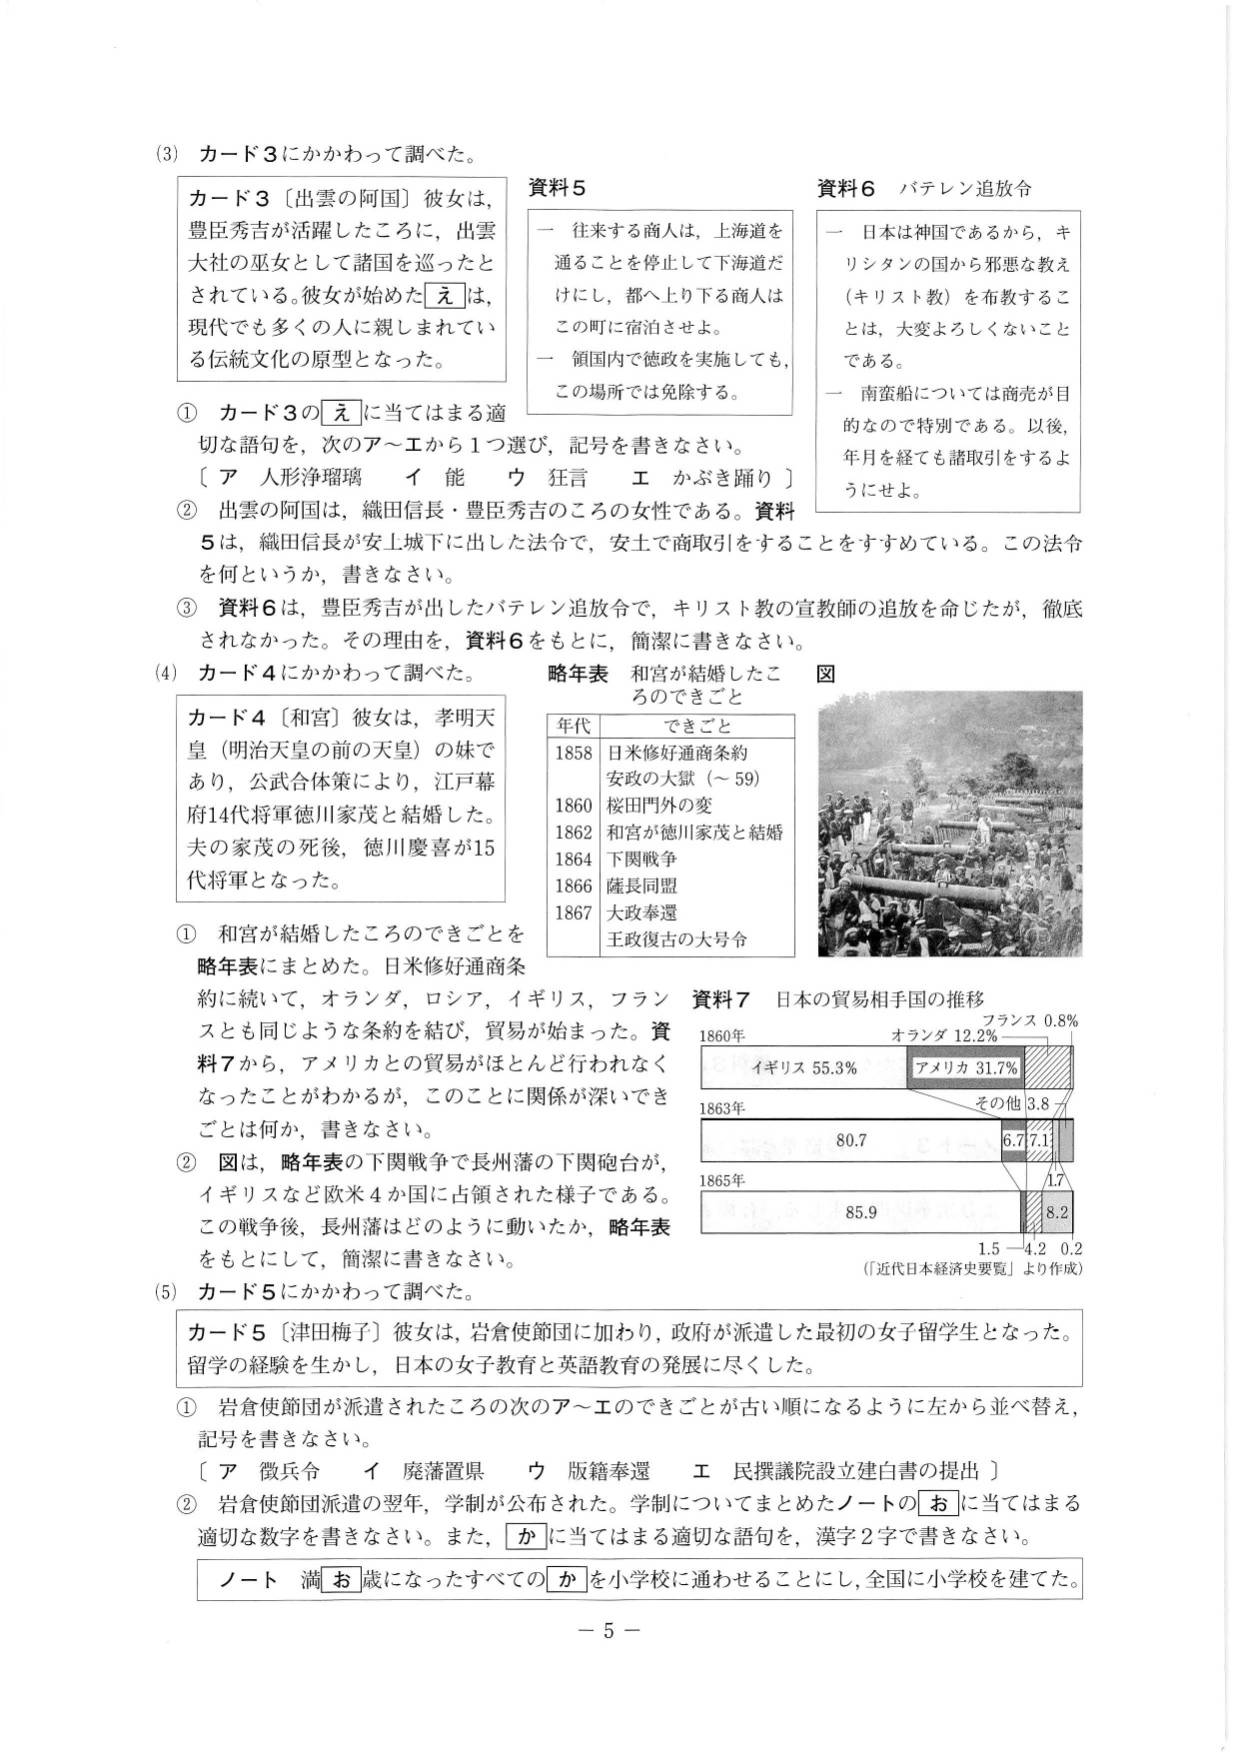 (3) カード3にかかわって調べた。
カード3〔出雲の阿国〕彼女は，
豊臣秀吉が活躍したころに，出雲
大社の巫女として諸国を巡ったと
されている。彼女が始めた え は，
現代でも多くの人に親しまれてい
る伝統文化の原型となった。
資料5
一 往来する商人は，上海道を
通ることを停止して下海道だ
けにし，都へ上り下る商人は
この町に宿泊させよ。
一 領国内で徳政を実施しても，
この場所では免除する。
資料6 バテレン追放令
一 日本は神国であるから，キ
リシタンの国から邪悪な教え
（キリスト教）を布教するこ
とは，大変よろしくないこと
である。
一 南蛮船については商売が目
的なので特別である。以後，
年月を経ても諸取引をするよ
うにせよ。
① カード3の え に当てはまる適
切な語句を，次のア～エから1つ選び，記号を書きなさい。
〔 ア 人形浄瑠璃 イ 能 ウ 狂言 エ かぶき踊り 〕
② 出雲の阿国は，織田信長・豊臣秀吉のころの女性である。資料
5は，織田信長が安土城下に出した法令で，安土で商取引をすることをすすめている。この法令
を何というか，書きなさい。
③ 資料6は，豊臣秀吉が出したバテレン追放令で，キリスト教の宣教師の追放を命じたが，徹底
されなかった。その理由を，資料6をもとに，簡潔に書きなさい。
(4) カード4にかかわって調べた。
カード4〔和宮〕彼女は，孝明天
皇（明治天皇の前の天皇）の妹で
あり，公武合体策により，江戸幕
府14代将軍徳川家茂と結婚した。
夫の家茂の死後，徳川慶喜が15
代将軍となった。
略年表 和宮が結婚したこ
ろのできごと
年代 できごと
1858 日米修好通商条約
安政の大獄（～59）
1860 桜田門外の変
1862 和宮が徳川家茂と結婚
1864 下関戦争
1866 薩長同盟
1867 大政奉還
王政復古の大号令
図
① 和宮が結婚したころのできごとを
略年表にまとめた。日米修好通商条
約に続いて，オランダ，ロシア，イギリス，フラン
スとも同じような条約を結び，貿易が始まった。資
料7から，アメリカとの貿易がほとんど行われなく
なったことがわかるが，このことに関係が深いでき
ごとは何か，書きなさい。
② 図は，略年表の下関戦争で長州藩の下関砲台が，
イギリスなど欧米4か国に占領された様子である。
この戦争後，長州藩はどのように動いたか，略年表
をもとにして，簡潔に書きなさい。
資料7 日本の貿易相手国の推移
フランス 0.8%
1860年 オランダ 12.2%
イギリス 55.3% アメリカ 31.7%
1863年 その他 3.8
80.7 6.7 7.1
1.7
1865年
85.9 8.2
1.5 4.2 0.2
（「近代日本経済史要覧」より作成）
(5) カード5にかかわって調べた。
カード5〔津田梅子〕彼女は，岩倉使節団に加わり，政府が派遣した最初の女子留学生となった。
留学の経験を生かし，日本の女子教育と英語教育の発展に尽くした。
① 岩倉使節団が派遣されたころの次のア～エのできごとが古い順になるように左から並べ替え，
記号を書きなさい。
〔 ア 徴兵令 イ 廃藩置県 ウ 版籍奉還 エ 民撰議院設立建白書の提出 〕
② 岩倉使節団派遣の翌年，学制が公布された。学制についてまとめたノートの お に当てはまる
適切な数字を書きなさい。また， か に当てはまる適切な語句を，漢字2字で書きなさい。
ノート 満 お 歳になったすべての か を小学校に通わせることにし，全国に小学校を建てた。
－ 5 －